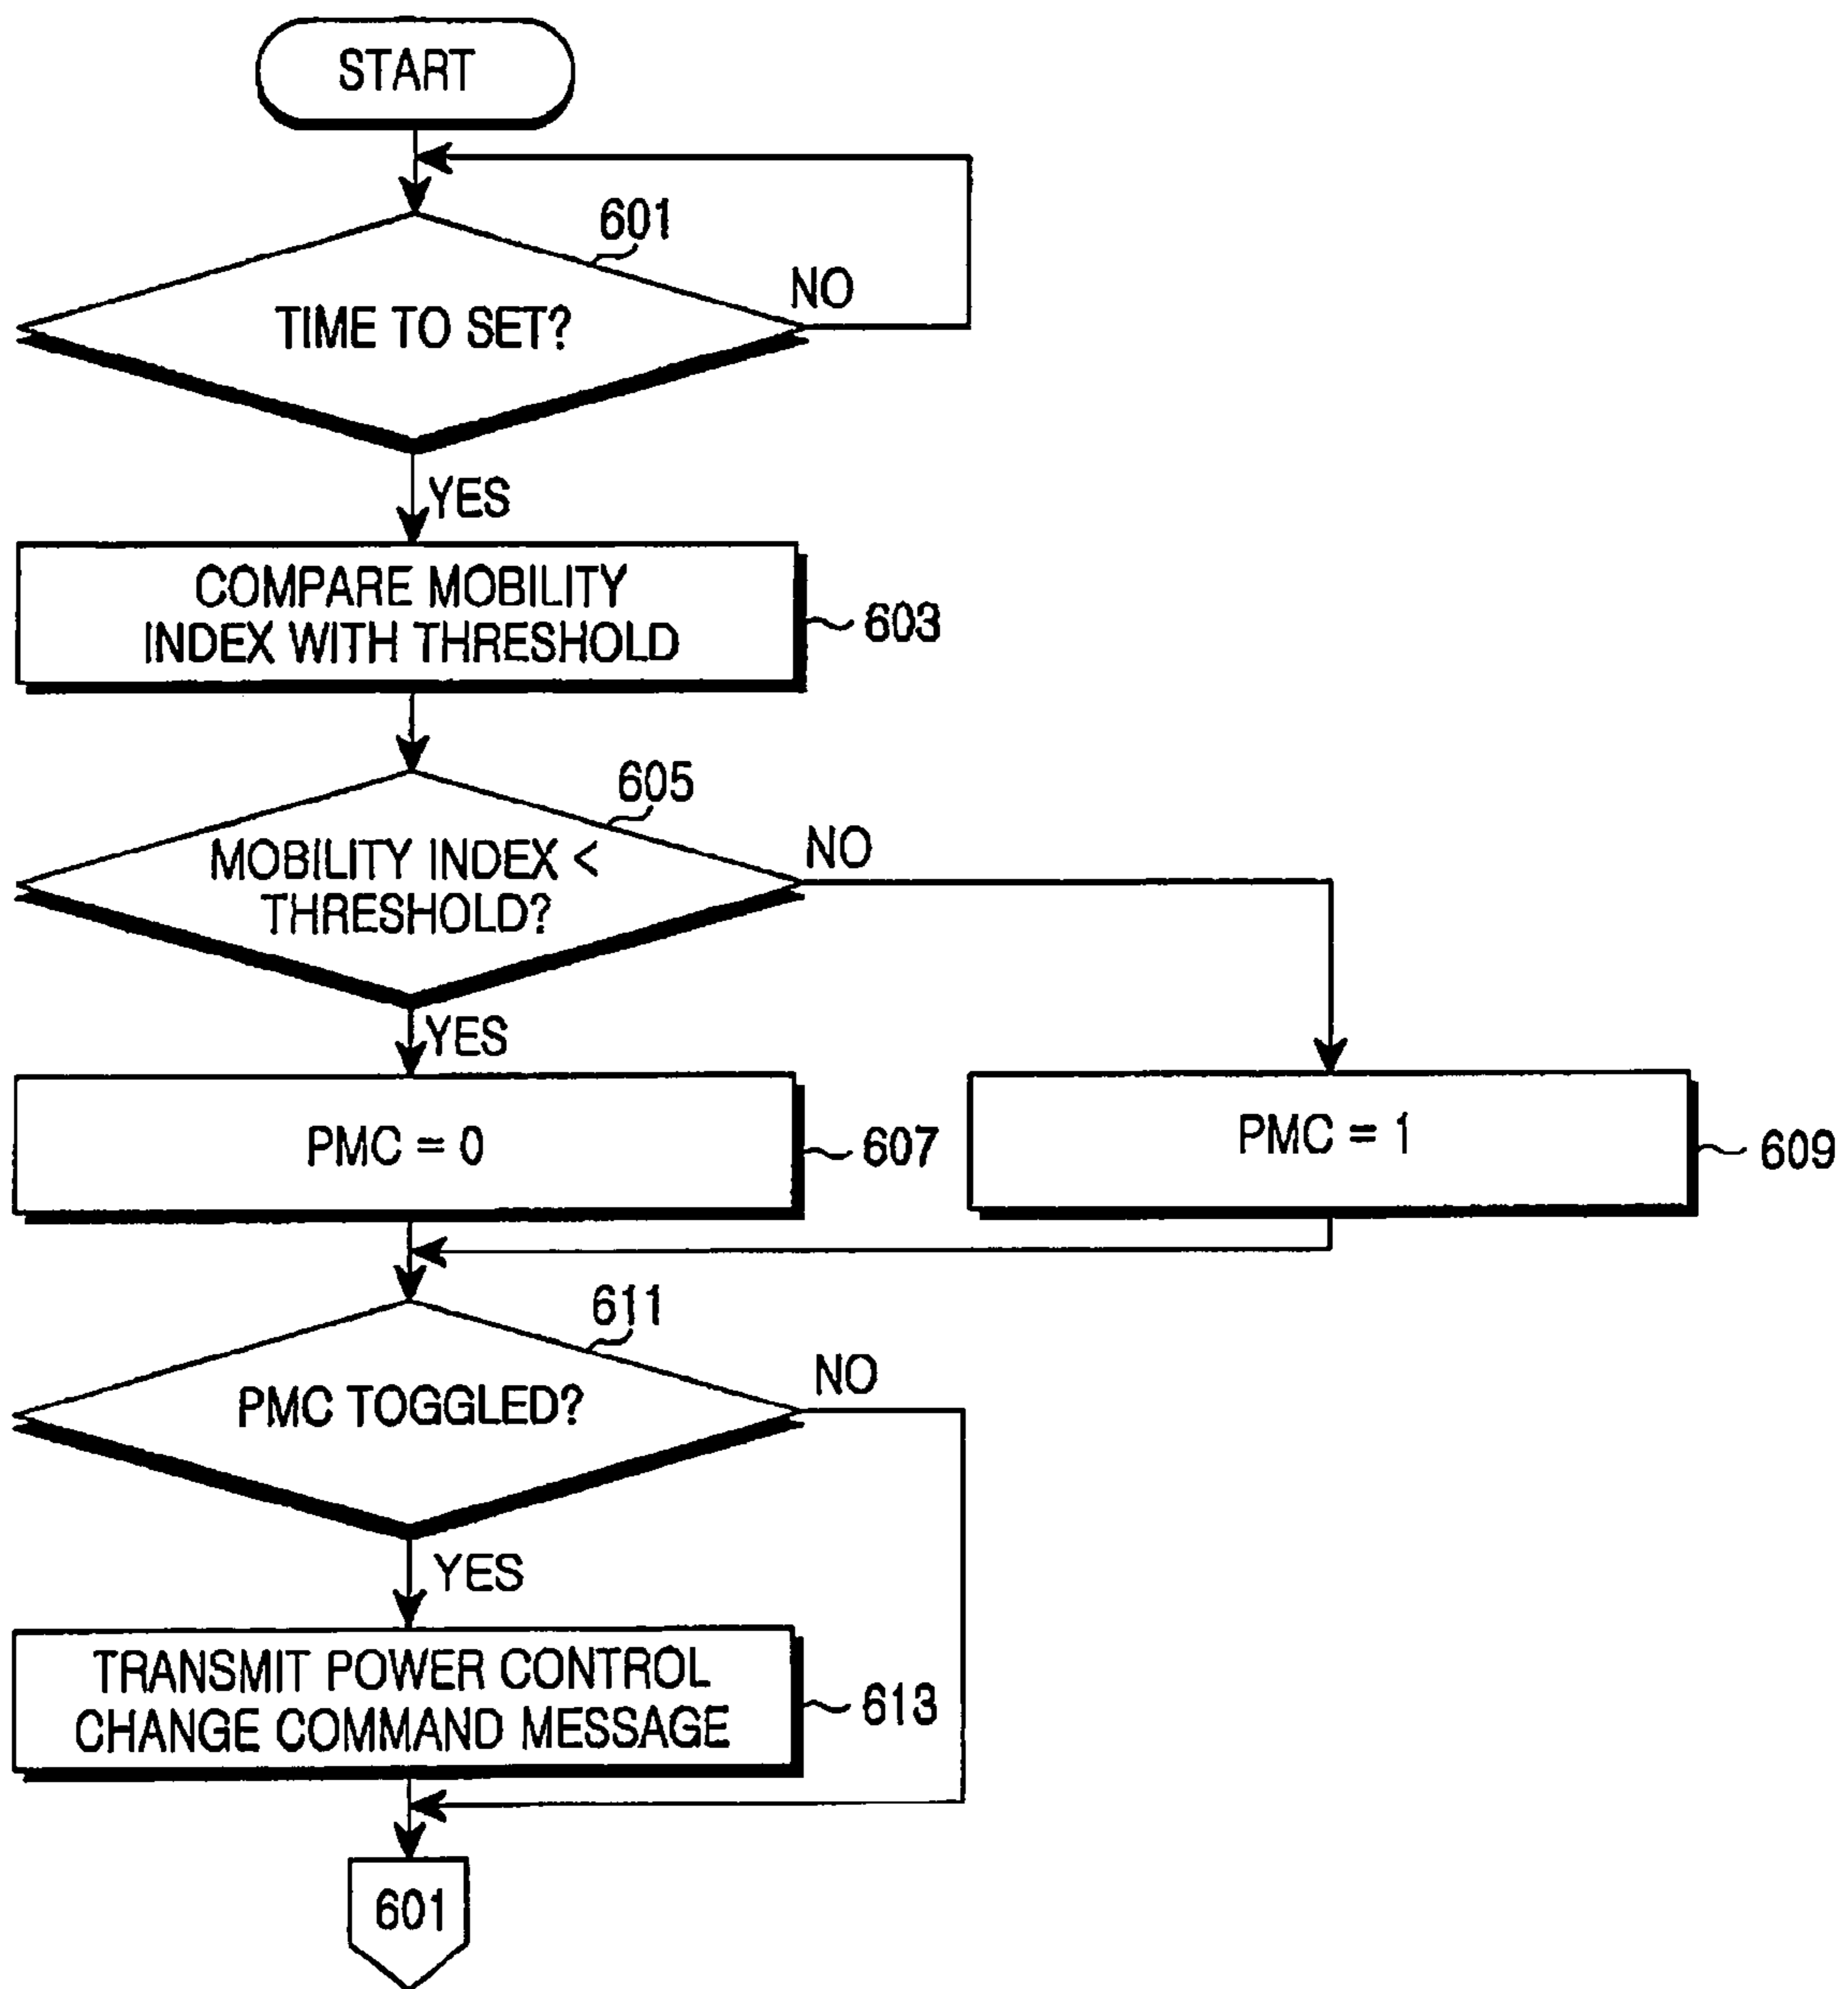 START
601
NO
TIME TO SET?
YES
COMPARE MOBILITY
INDEX WITH THRESHOLD
603
605
NO
MOBILITY INDEX <
THRESHOLD?
YES
PMC = 0
607
PMC = 1
609
611
NO
PMC TOGGLED?
YES
TRANSMIT POWER CONTROL
CHANGE COMMAND MESSAGE
613
601